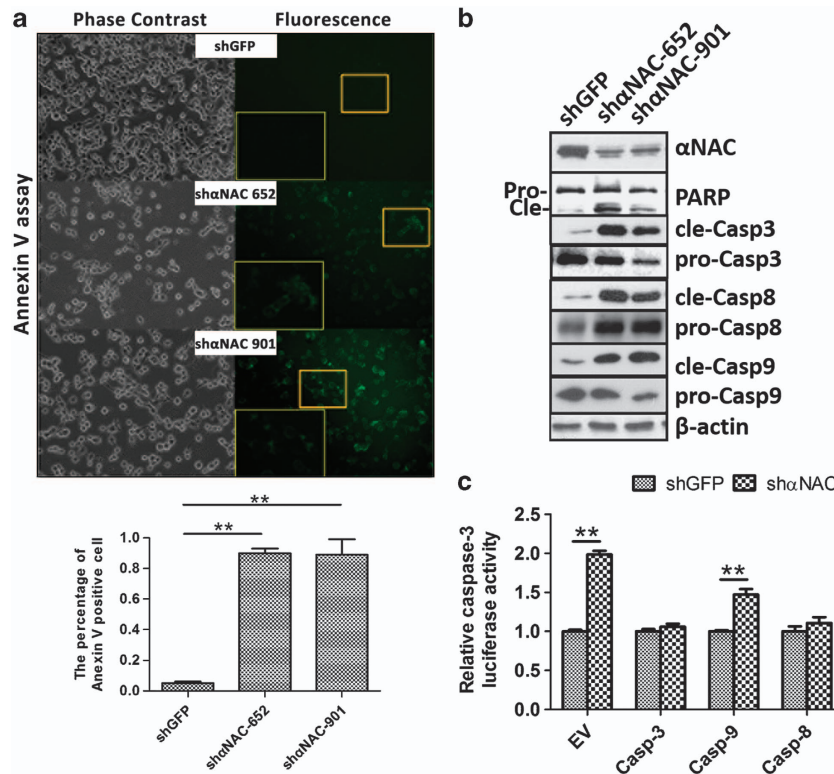 a
Phase Contrast Fluorescence
shGFP
shαNAC 652
shαNAC 901
Annexin V assay
The percentage of
Anexin V positive cell
1.0
0.8
0.6
0.4
0.2
0.0
**
**
shGFP
shαNAC-652
shαNAC-901
b
shGFP
shαNAC-652
shαNAC-901
αNAC
Pro-
Cle-
PARP
cle-Casp3
pro-Casp3
cle-Casp8
pro-Casp8
cle-Casp9
pro-Casp9
β-actin
c
shGFP shαNAC
Relative caspase-3
luciferase activity
2.5
2.0
1.5
1.0
0.5
0.0
**
**
EV
Casp-3
Casp-9
Casp-8